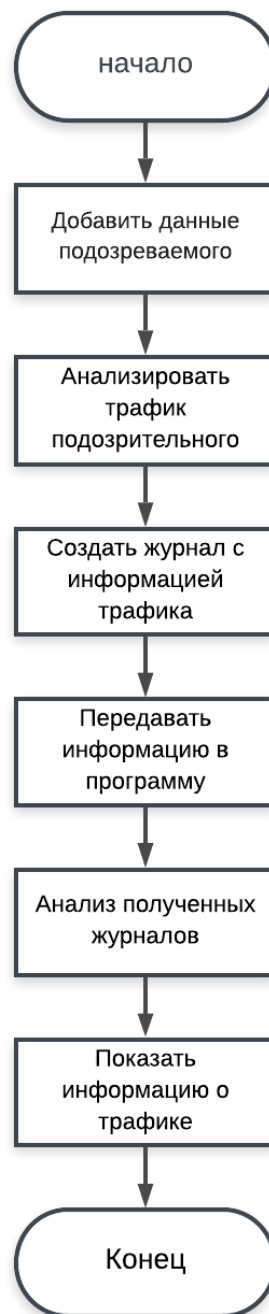 начало
Добавить данные
подозреваемого
Анализировать
трафик
подозрительного
Создать журнал с
информацией
трафика
Передавать
информацию в
программу
Анализ полученных
журналов
Показать
информацию о
трафике
Конец